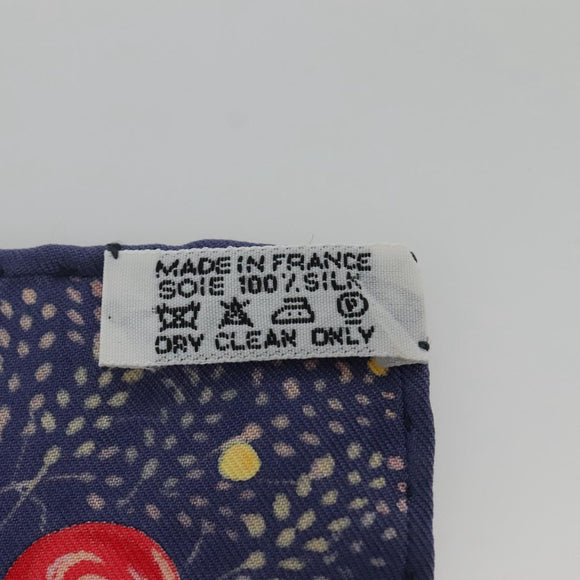 MADE IN FRANCE
SOIE 100% SILK
DRY CLEAN ONLY